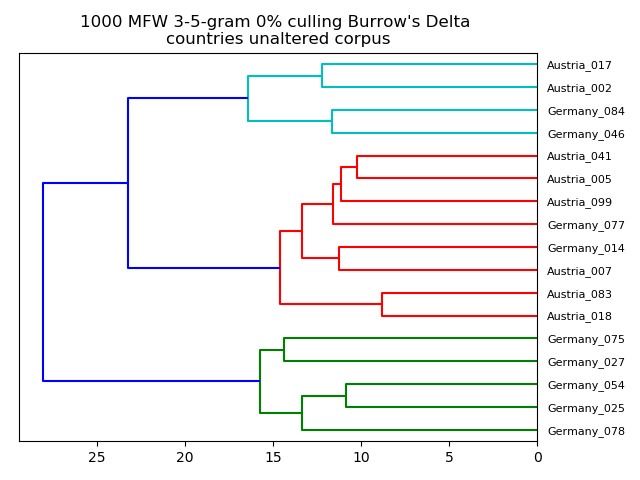 1000 MFW 3-5-gram 0% culling Burrow's Delta
countries unaltered corpus
Austria_017
Austria_002
Germany_084
Germany_046
Austria_041
Austria_005
Austria_099
Germany_077
Germany_014
Austria_007
Austria_083
Austria_018
Germany_075
Germany_027
Germany_054
Germany_025
Germany_078
25 20 15 10 5 0